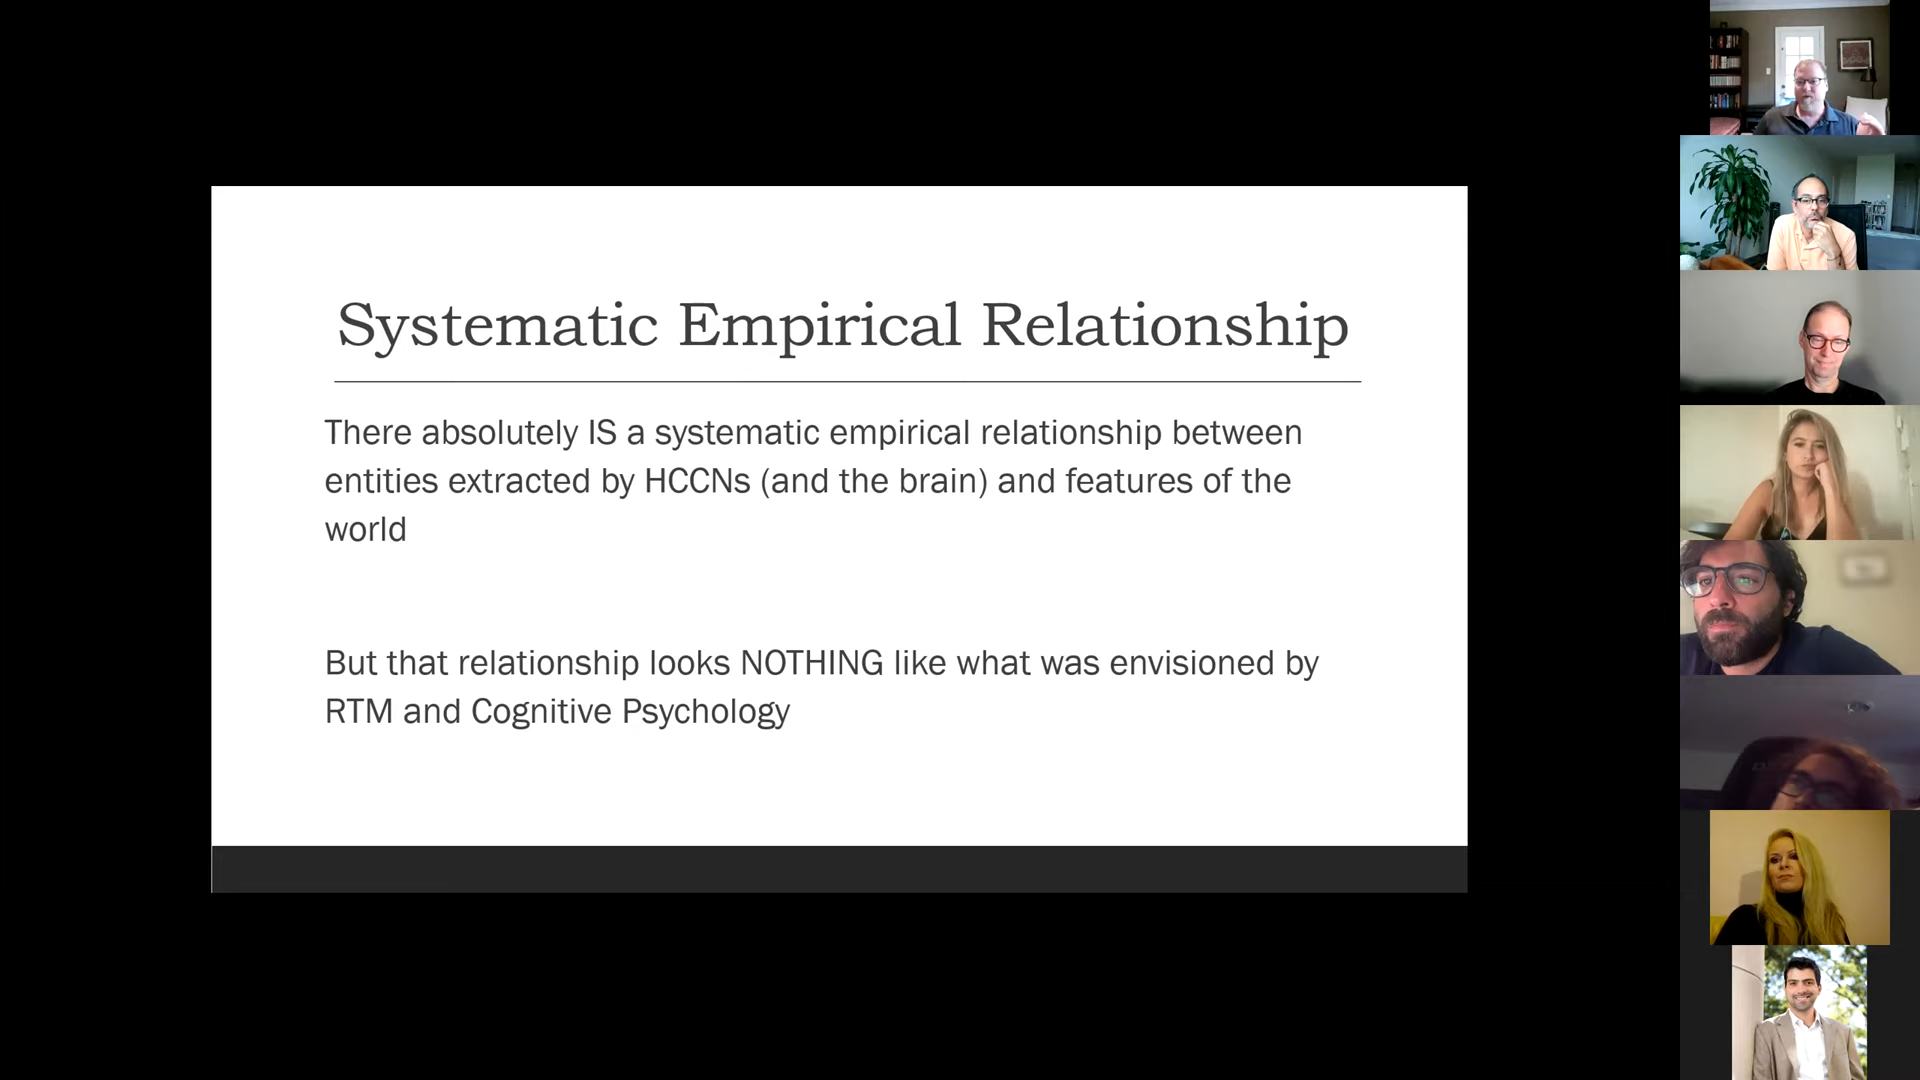 Systematic Empirical Relationship
There absolutely IS a systematic empirical relationship between
entities extracted by HCCNs (and the brain) and features of the
world
But that relationship looks NOTHING like what was envisioned by
RTM and Cognitive Psychology